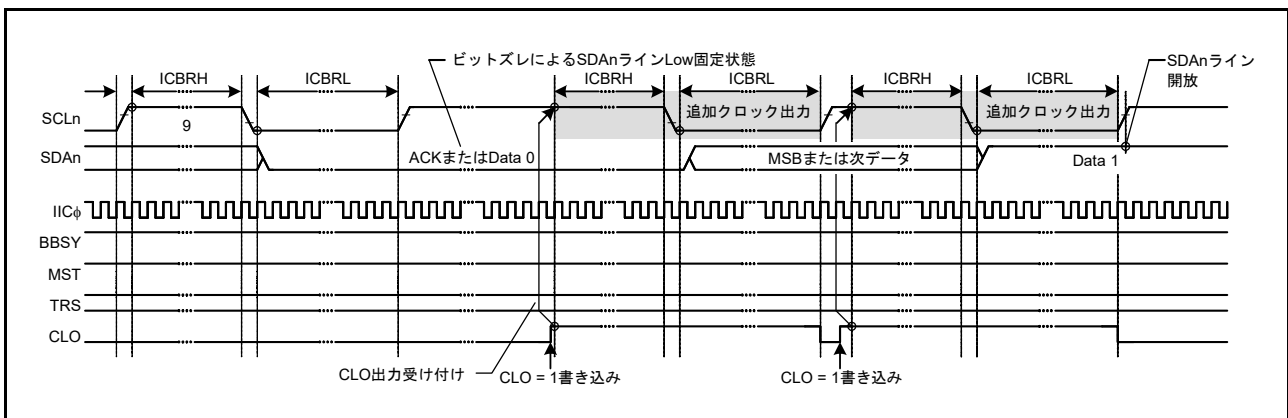 ビットズレによるSDAnラインLow固定状態
SDAnライン
開放
ICBRH
ICBRL
ICBRH
ICBRL
ICBRH
ICBRL
SCLn
9
追加クロック出力
追加クロック出力
SDAn
ACKまたはData 0
MSBまたは次データ
Data 1
IICφ
BBSY
MST
TRS
CLO
CLO出力受け付け
CLO = 1書き込み
CLO = 1書き込み